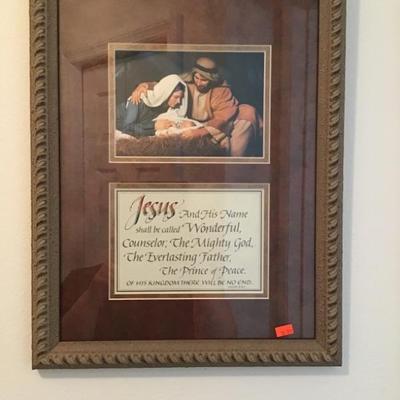 Jesus And His Name
shall be called Wonderful,
Counselor, The Mighty God,
The Everlasting Father,
The Prince of Peace.
OF HIS KINGDOM THERE WILL BE NO END.